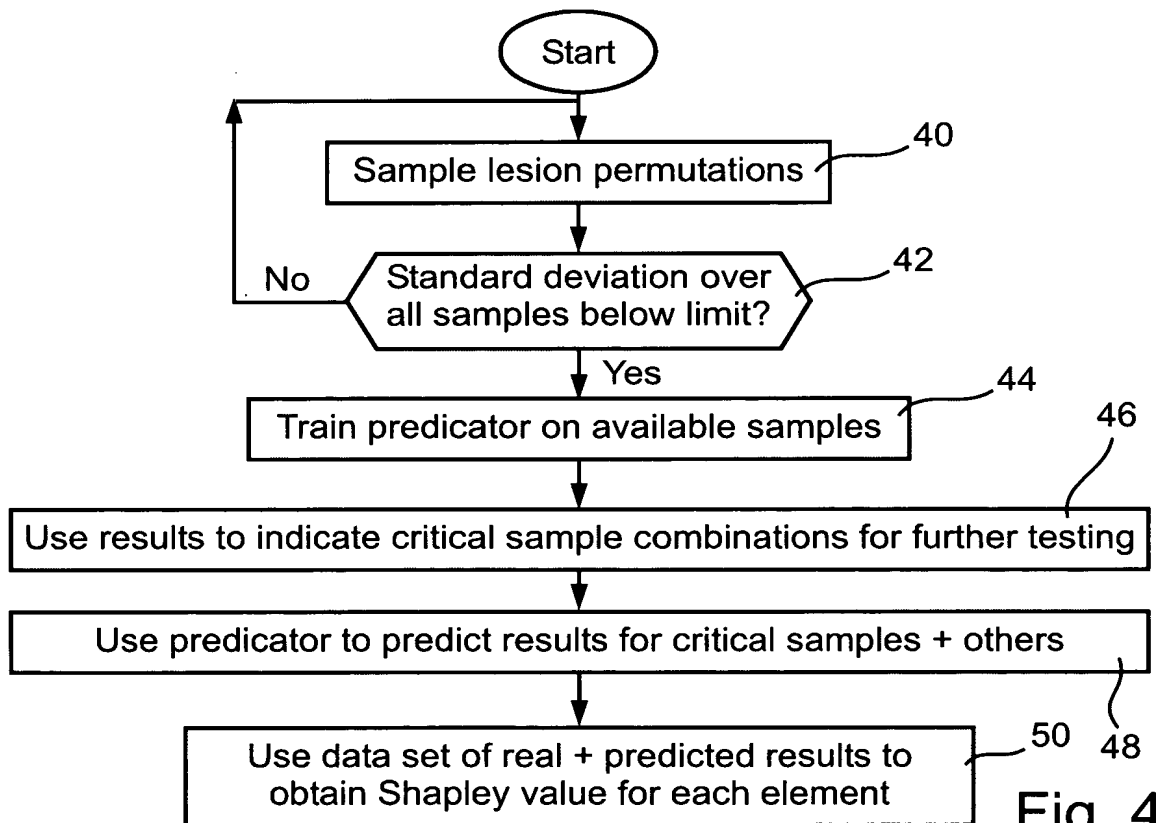 Start
Sample lesion permutations
40
Standard deviation over
all samples below limit?
42
No
Yes
Train predicator on available samples
44
46
Use results to indicate critical sample combinations for further testing
Use predicator to predict results for critical samples + others
48
Use data set of real + predicted results to
obtain Shapley value for each element
50
Fig. 4